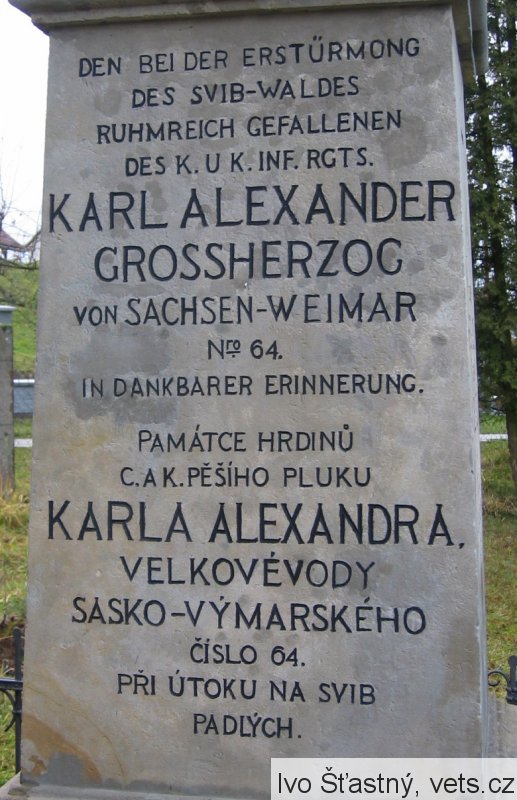 DEN BEI DER ERSTŰRMONG
DES SVIB-WALDES
RUHMREICH GEFALLENEN
DES K. U K. INF. RGTS.
KARL ALEXANDER
GROSSHERZOG
VON SACHSEN-WEIMAR
Nro 64.
IN DANKBARER ERINNERUNG.
PAMÁTCE HRDINŮ
C. A K. PĚŠÍHO PLUKU
KARLA ALEXANDRA,
VELKOVÉVODY
SASKO-VÝMARSKÉHO
ČÍSLO 64.
PŘI ÚTOKU NA SVIB
PADLÝCH.
Ivo Šťastný, vets.cz